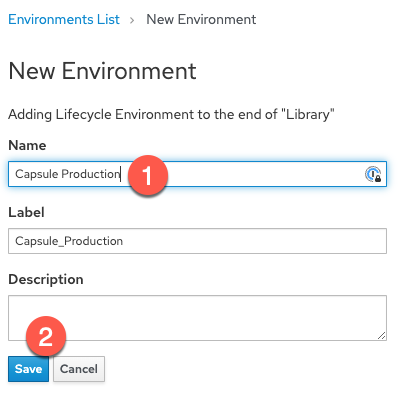 Environments List › New Environment
New Environment
Adding Lifecycle Environment to the end of "Library"
Name
Capsule Production
1
Label
Capsule_Production
Description
2
Save Cancel